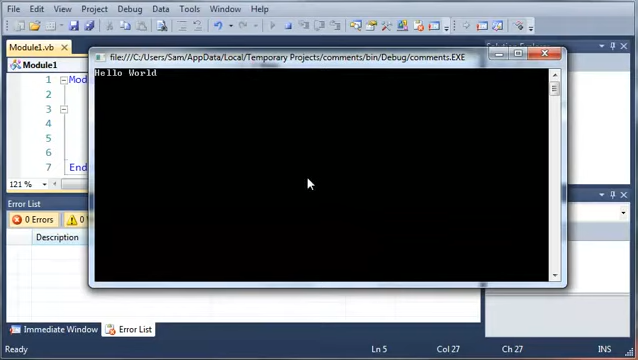 File Edit View Project Debug Data Tools Test Window Help
Module1.vb
file:///C:/Users/Sam/AppData/Local/Temporary Projects/comments/bin/Debug/comments.EXE
Hello World
Module1
1
2
3
4
5
6
7
End
121 %
Error List
0 Errors
Description
Immediate Window Error List
Ready Ln 5 Col 27 Ch 27 INS